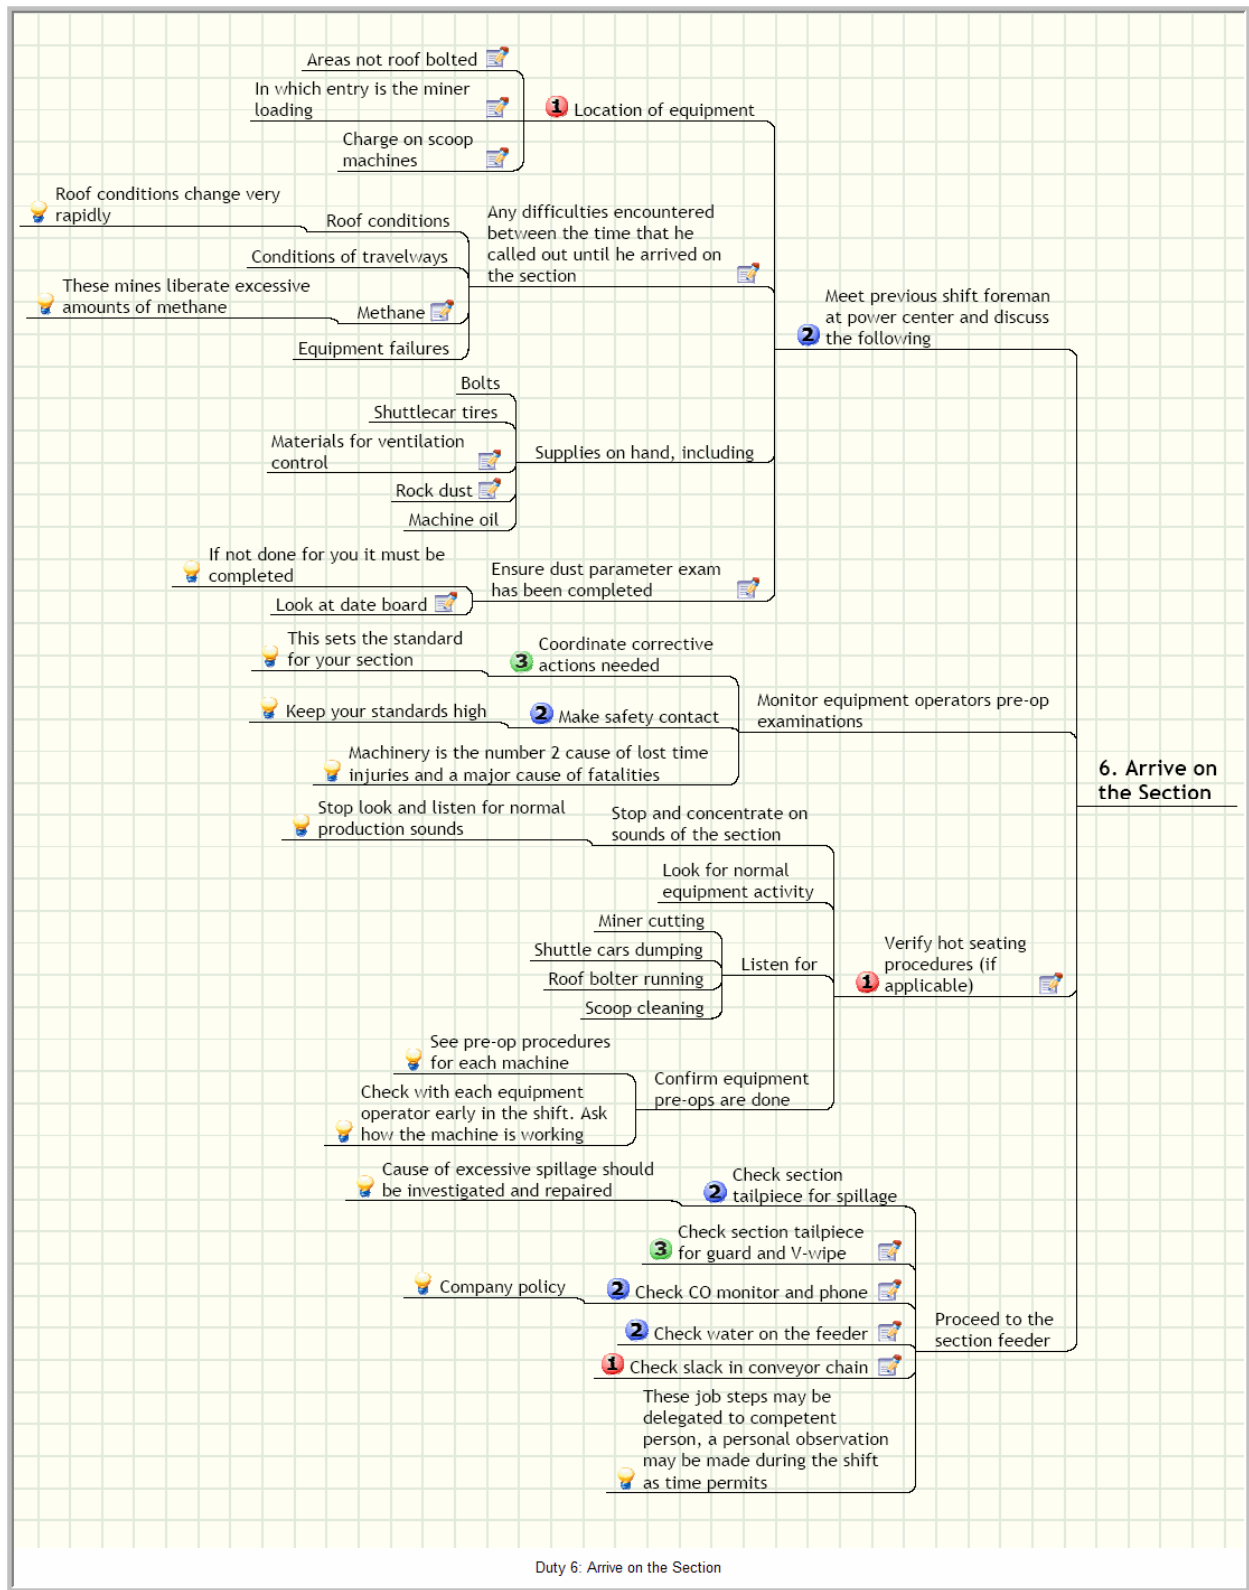 Areas not roof bolted
In which entry is the miner
loading
1 Location of equipment
Charge on scoop
machines
Roof conditions change very
rapidly
Roof conditions
Any difficulties encountered
between the time that he
called out until he arrived on
the section
Conditions of travelways
These mines liberate excessive
amounts of methane
Methane
Equipment failures
Meet previous shift foreman
at power center and discuss
2 the following
Bolts
Shuttlecar tires
Materials for ventilation
control
Supplies on hand, including
Rock dust
Machine oil
If not done for you it must be
completed
Ensure dust parameter exam
has been completed
Look at date board
This sets the standard
for your section
Coordinate corrective
3 actions needed
Keep your standards high
2 Make safety contact
Monitor equipment operators pre-op
examinations
Machinery is the number 2 cause of lost time
injuries and a major cause of fatalities
6. Arrive on
the Section
Stop look and listen for normal
production sounds
Stop and concentrate on
sounds of the section
Look for normal
equipment activity
Miner cutting
Shuttle cars dumping
Listen for
Roof bolter running
Scoop cleaning
Verify hot seating
procedures (if
1 applicable)
See pre-op procedures
for each machine
Confirm equipment
pre-ops are done
Check with each equipment
operator early in the shift. Ask
how the machine is working
Cause of excessive spillage should
be investigated and repaired
Check section
2 tailpiece for spillage
Check section tailpiece
3 for guard and V-wipe
Company policy
2 Check CO monitor and phone
2 Check water on the feeder
Proceed to the
section feeder
1 Check slack in conveyor chain
These job steps may be
delegated to competent
person, a personal observation
may be made during the shift
as time permits
Duty 6: Arrive on the Section